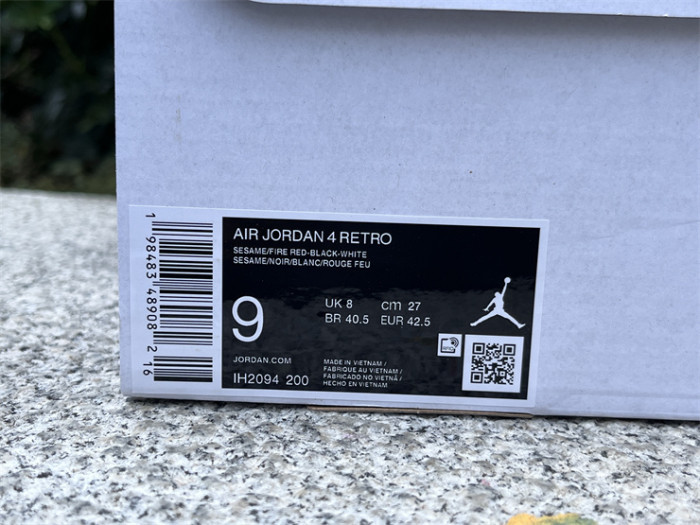 1 98483 48908 2 16
AIR JORDAN 4 RETRO
SESAME/FIRE RED-BLACK-WHITE
SESAME/NOIR/BLANC/ROUGE FEU
9
UK 8 cm 27
BR 40.5 EUR 42.5
JORDAN.COM
IH2094 200
MADE IN VIETNAM /
FABRIQUE AU VIETNAM /
FABRICADO NO VIETNÃ /
HECHO EN VIETNAM